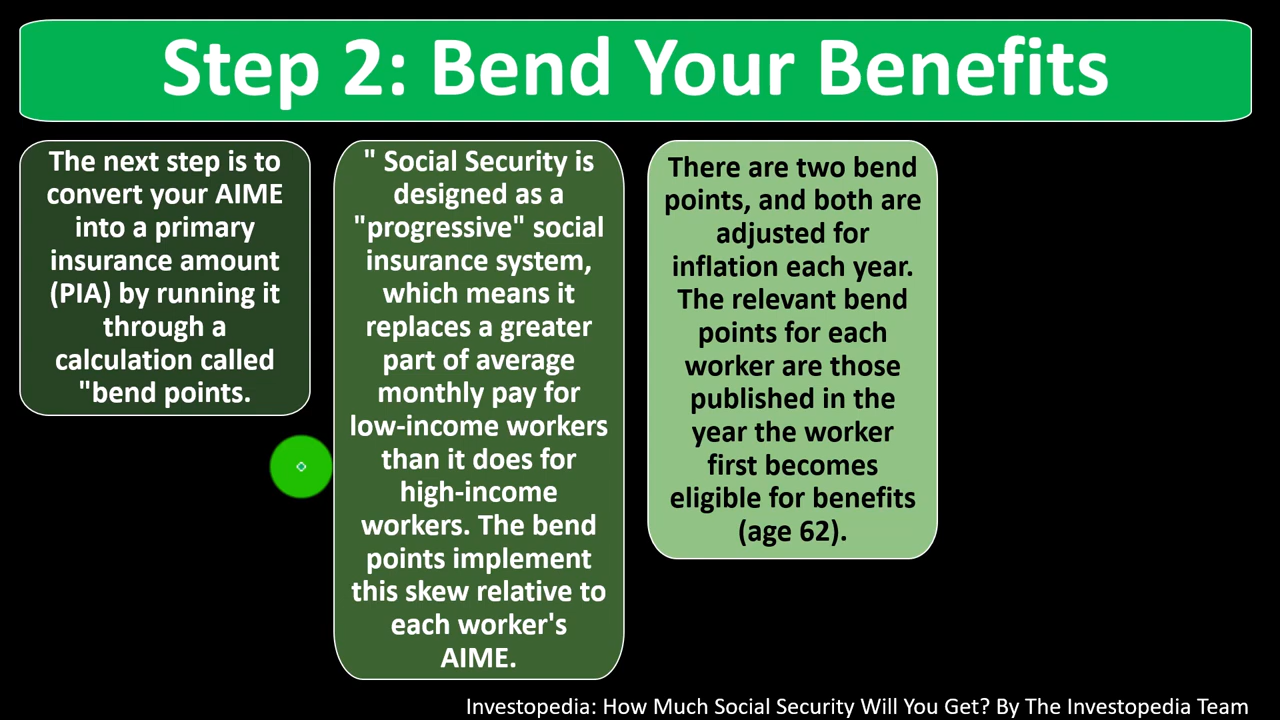 Step 2: Bend Your Benefits
The next step is to
convert your AIME
into a primary
insurance amount
(PIA) by running it
through a
calculation called
"bend points.
" Social Security is
designed as a
"progressive" social
insurance system,
which means it
replaces a greater
part of average
monthly pay for
low-income workers
than it does for
high-income
workers. The bend
points implement
this skew relative to
each worker's
AIME.
There are two bend
points, and both are
adjusted for
inflation each year.
The relevant bend
points for each
worker are those
published in the
year the worker
first becomes
eligible for benefits
(age 62).
Investopedia: How Much Social Security Will You Get? By The Investopedia Team